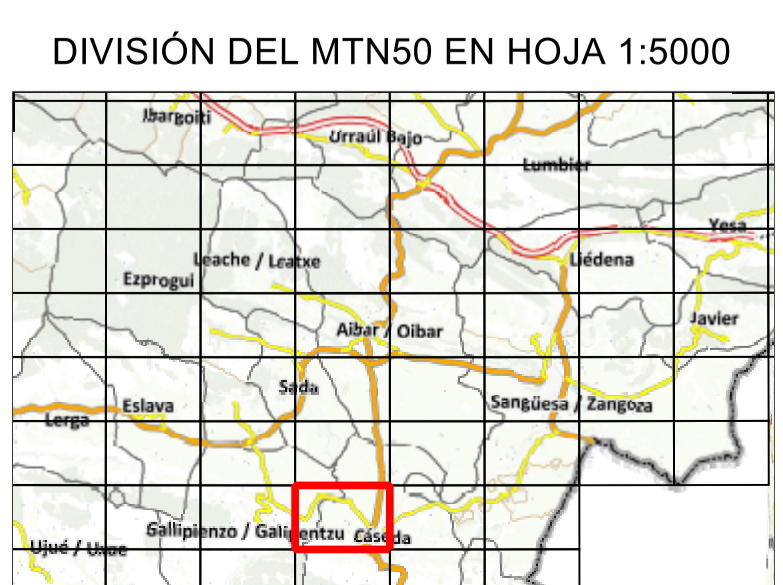 DIVISIÓN DEL MTN50 EN HOJA 1:5000
Ibargoiti
Urraúl Bajo
Lumbier
Yesa
Leache / Leatxe
Liédena
Ezprogui
Javier
Aibar / Oibar
Sada
Eslava
Sangüesa / Zangoza
Lerga
Gallipienzo / Galipentzu
Cáseda
Ujué / Uxue